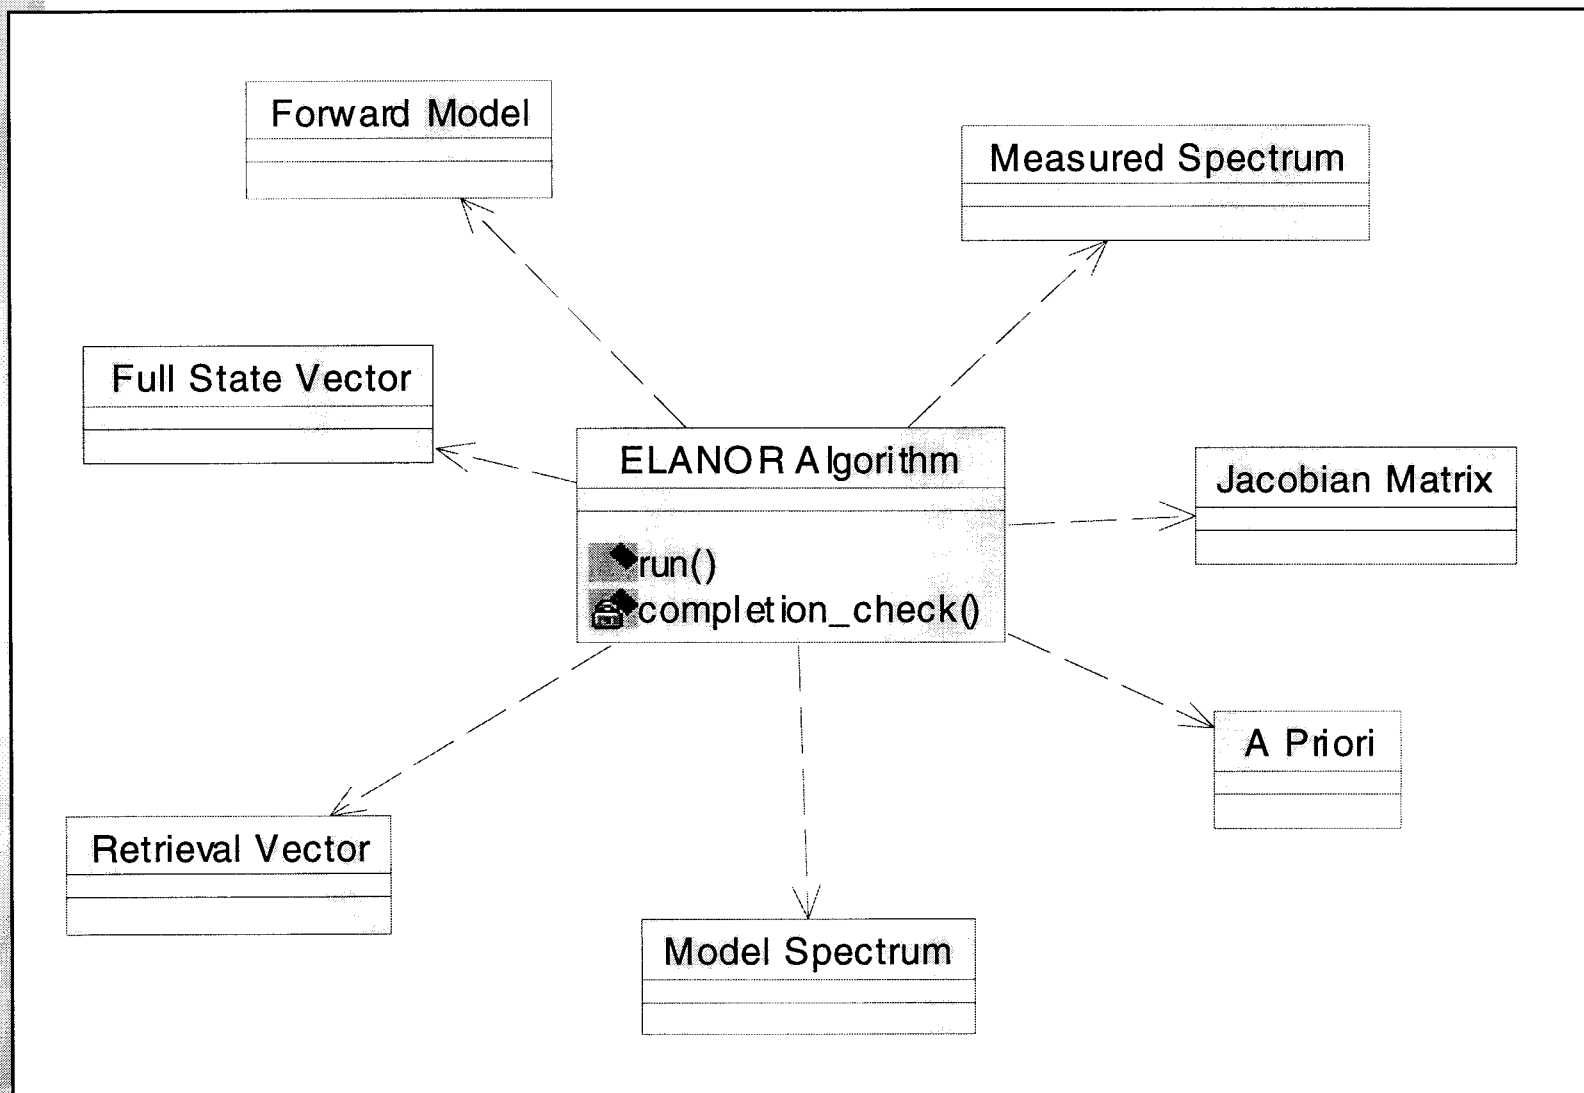 Forward Model
Measured Spectrum
Full State Vector
ELANOR Algorithm
run()
completion_check()
Jacobian Matrix
A Priori
Retrieval Vector
Model Spectrum